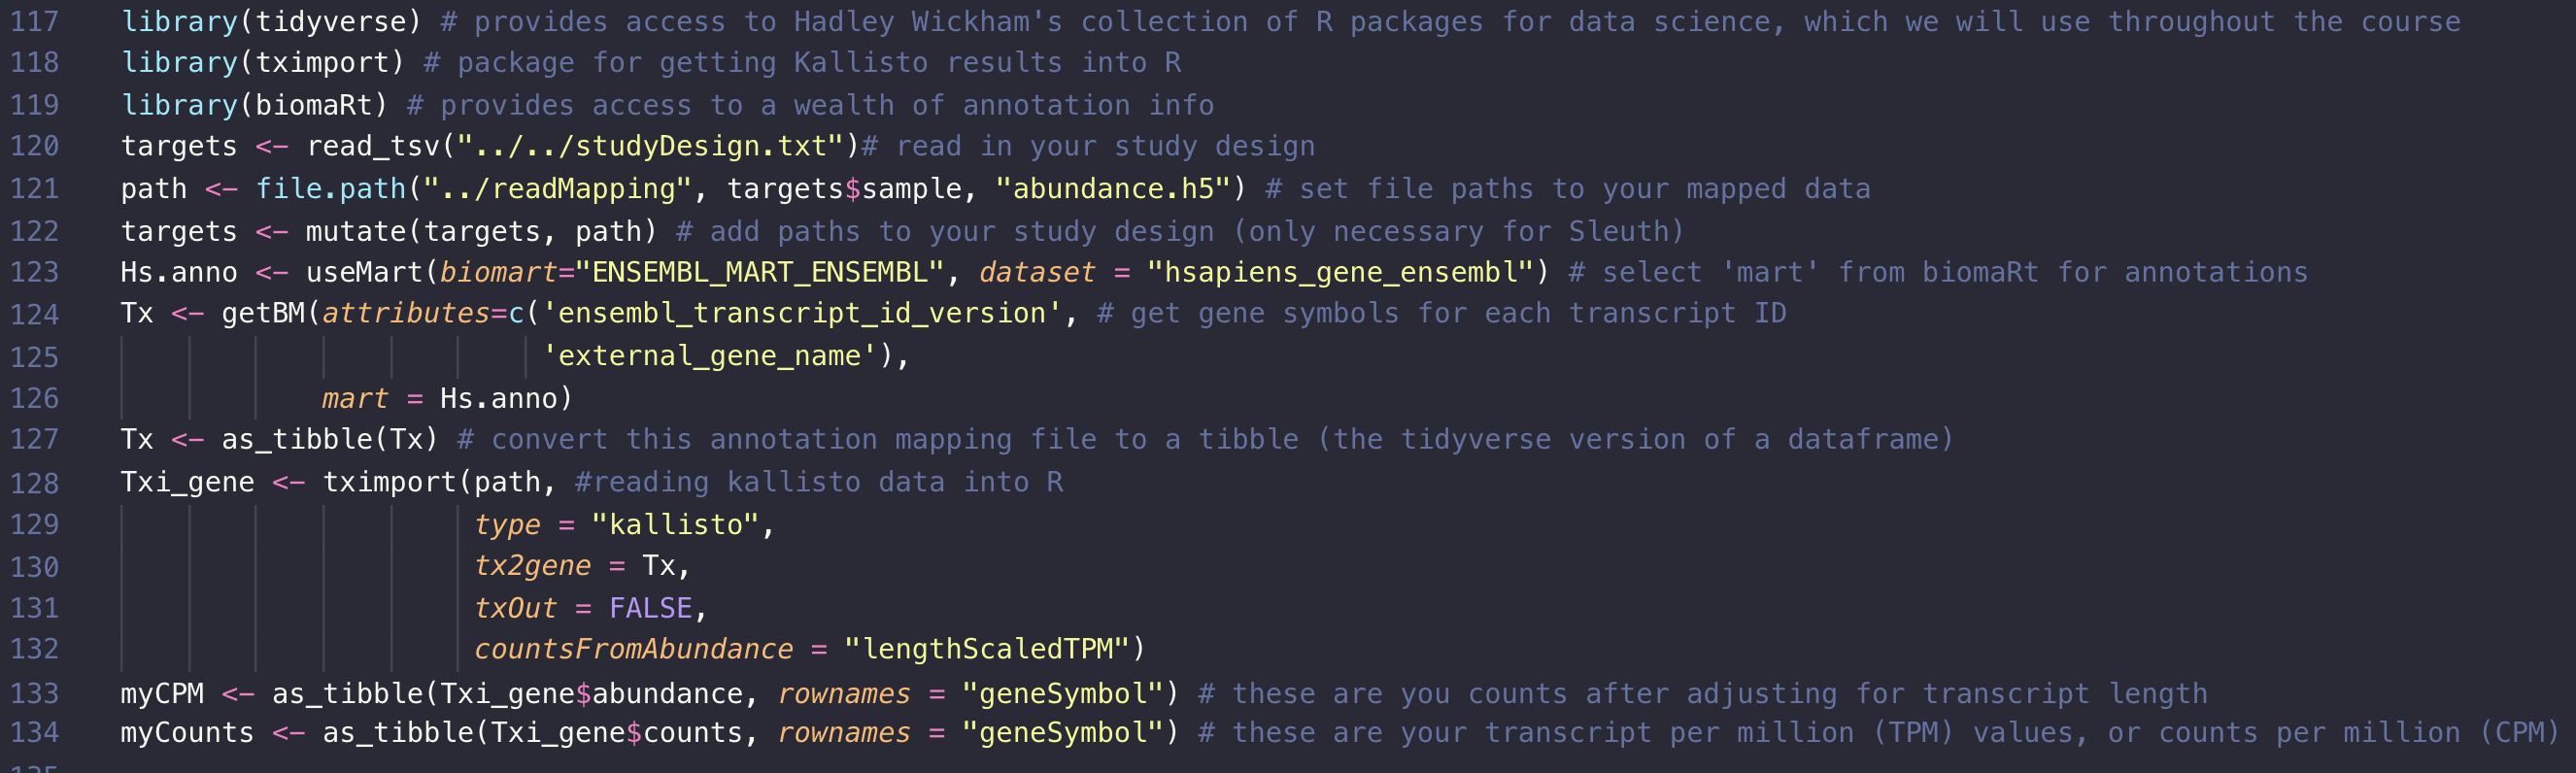 117 library(tidyverse) # provides access to Hadley Wickham's collection of R packages for data science, which we will use throughout the course
118 library(tximport) # package for getting Kallisto results into R
119 library(biomaRt) # provides access to a wealth of annotation info
120 targets <- read_tsv("../../studyDesign.txt")# read in your study design
121 path <- file.path("../readMapping", targets$sample, "abundance.h5") # set file paths to your mapped data
122 targets <- mutate(targets, path) # add paths to your study design (only necessary for Sleuth)
123 Hs.anno <- useMart(biomart="ENSEMBL_MART_ENSEMBL", dataset = "hsapiens_gene_ensembl") # select 'mart' from biomaRt for annotations
124 Tx <- getBM(attributes=c('ensembl_transcript_id_version', # get gene symbols for each transcript ID
125 'external_gene_name'),
126 mart = Hs.anno)
127 Tx <- as_tibble(Tx) # convert this annotation mapping file to a tibble (the tidyverse version of a dataframe)
128 Txi_gene <- tximport(path, #reading kallisto data into R
129 type = "kallisto",
130 tx2gene = Tx,
131 txOut = FALSE,
132 countsFromAbundance = "lengthScaledTPM")
133 myCPM <- as_tibble(Txi_gene$abundance, rownames = "geneSymbol") # these are you counts after adjusting for transcript length
134 myCounts <- as_tibble(Txi_gene$counts, rownames = "geneSymbol") # these are your transcript per million (TPM) values, or counts per million (CPM)
135